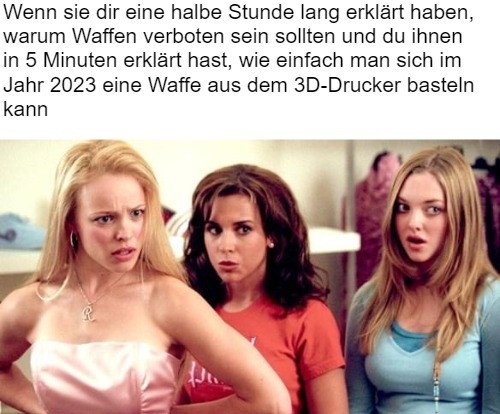 Wenn sie dir eine halbe Stunde lang erklärt haben,
warum Waffen verboten sein sollten und du ihnen
in 5 Minuten erklärt hast, wie einfach man sich im
Jahr 2023 eine Waffe aus dem 3D-Drucker basteln
kann
R